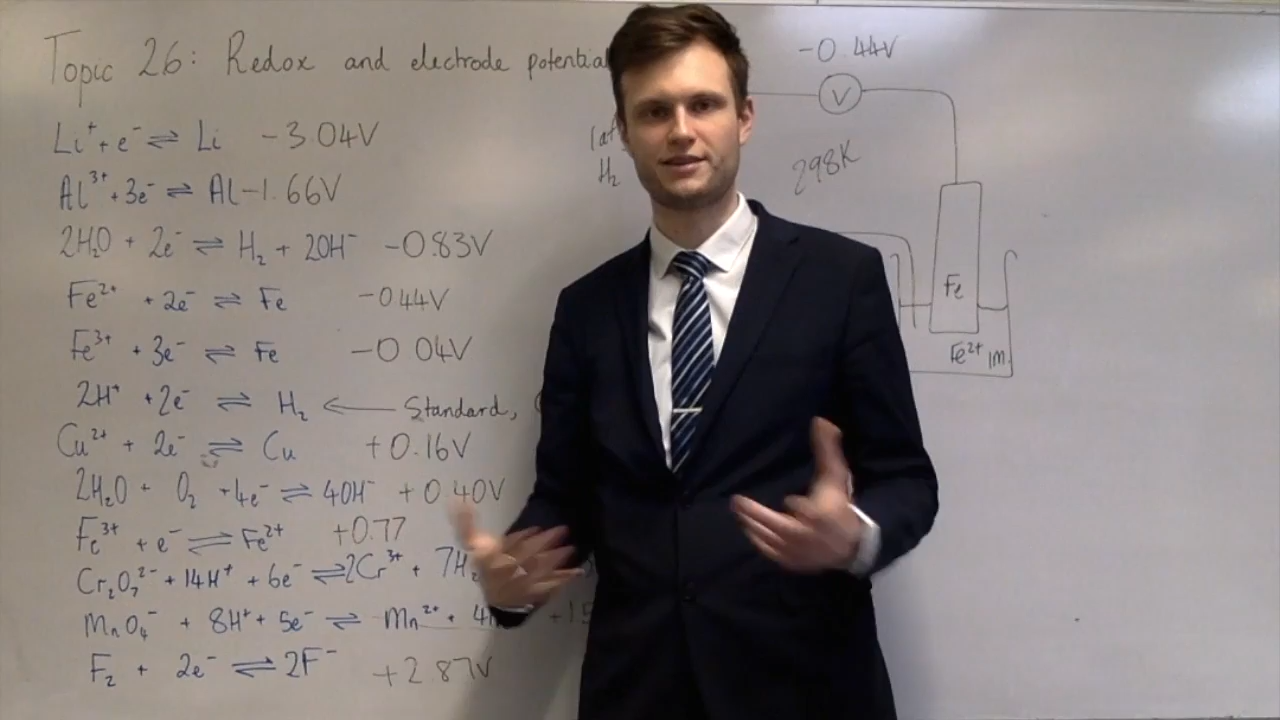 Topic 26: Redox and electrode potential
Li⁺ + e⁻ ⇌ Li -3.04V
Al³⁺ + 3e⁻ ⇌ Al -1.66V
2H₂O + 2e⁻ ⇌ H₂ + 2OH⁻ -0.83V
Fe²⁺ + 2e⁻ ⇌ Fe -0.44V
Fe³⁺ + 3e⁻ ⇌ Fe -0.04V
2H⁺ + 2e⁻ ⇌ H₂ ← Standard,
Cu²⁺ + 2e⁻ ⇌ Cu +0.16V
2H₂O + O₂ + 4e⁻ ⇌ 4OH⁻ +0.40V
Fe³⁺ + e⁻ ⇌ Fe²⁺ +0.77
Cr₂O₇²⁻ + 14H⁺ + 6e⁻ ⇌ 2Cr³⁺ + 7H₂
MnO₄⁻ + 8H⁺ + 5e⁻ ⇌ Mn²⁺ + 4H +1.5
F₂ + 2e⁻ ⇌ 2F⁻ +2.87V
-0.44V
V
H₂
298K
Fe
Fe²⁺ 1M